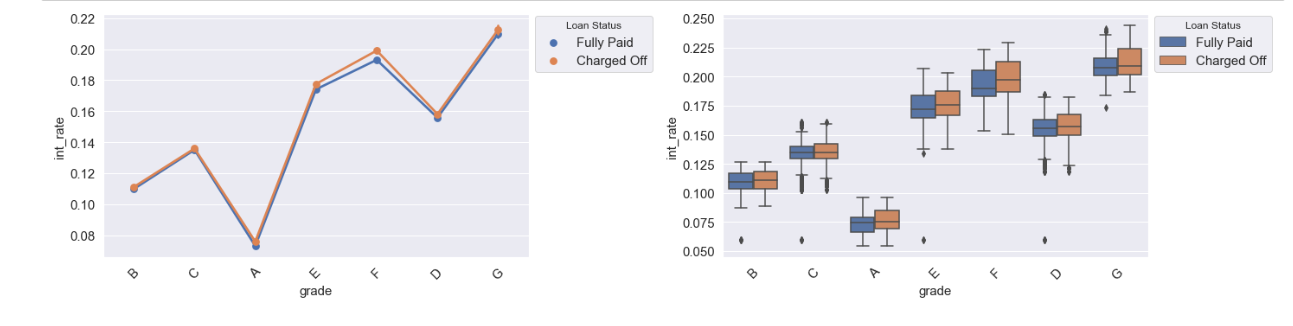 0.22
0.20
0.18
0.16
0.14
0.12
0.10
0.08
int_rate
B C A E F D G
grade
Loan Status
Fully Paid
Charged Off
0.250
0.225
0.200
0.175
0.150
0.125
0.100
0.075
0.050
int_rate
B C A E F D G
grade
Loan Status
Fully Paid
Charged Off